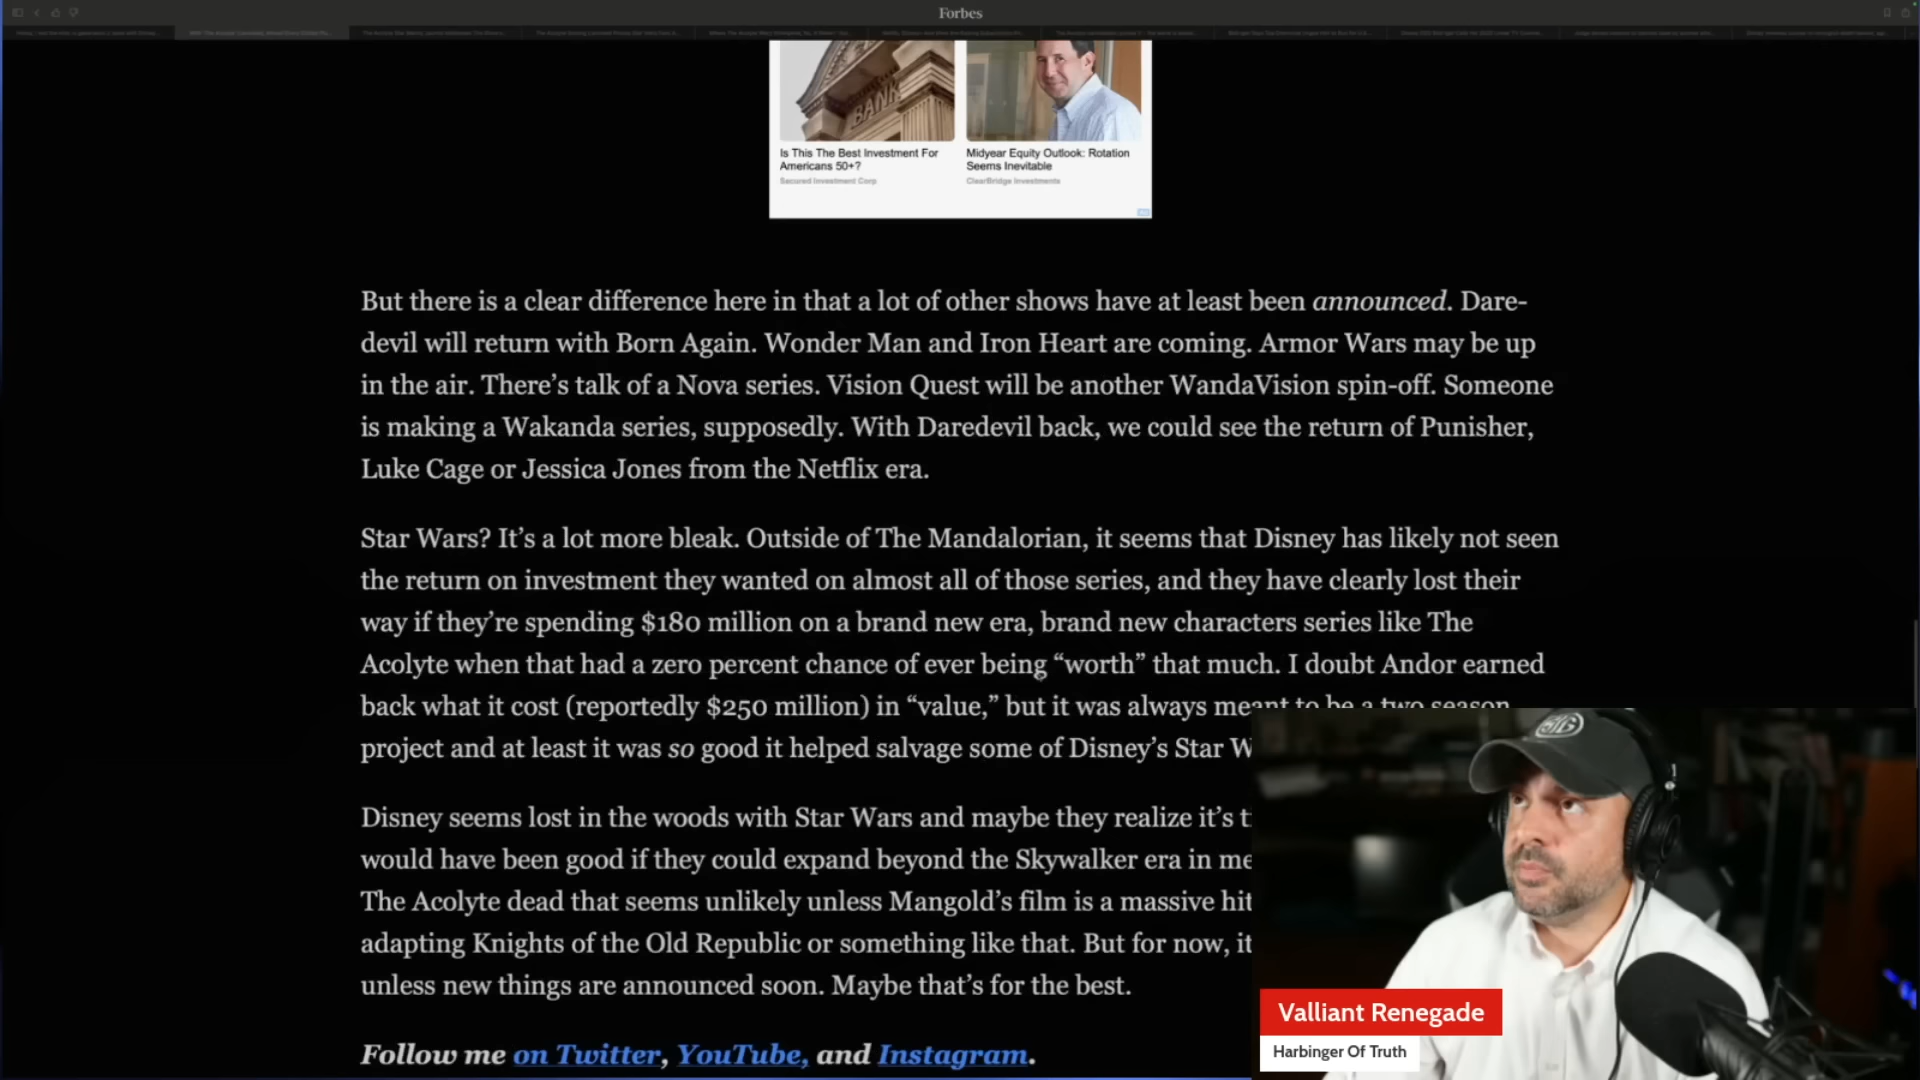 Forbes
BANK
Is This The Best Investment For
Americans 50+?
Secured Investment Corp
Midyear Equity Outlook: Rotation
Seems Inevitable
ClearBridge Investments
But there is a clear difference here in that a lot of other shows have at least been announced. Dare-
devil will return with Born Again. Wonder Man and Iron Heart are coming. Armor Wars may be up
in the air. There’s talk of a Nova series. Vision Quest will be another WandaVision spin-off. Someone
is making a Wakanda series, supposedly. With Daredevil back, we could see the return of Punisher,
Luke Cage or Jessica Jones from the Netflix era.
Star Wars? It’s a lot more bleak. Outside of The Mandalorian, it seems that Disney has likely not seen
the return on investment they wanted on almost all of those series, and they have clearly lost their
way if they’re spending $180 million on a brand new era, brand new characters series like The
Acolyte when that had a zero percent chance of ever being “worth” that much. I doubt Andor earned
back what it cost (reportedly $250 million) in “value,” but it was always meant to be a two season
project and at least it was so good it helped salvage some of Disney’s Star
Disney seems lost in the woods with Star Wars and maybe they realize it’s
would have been good if they could expand beyond the Skywalker era in
The Acolyte dead that seems unlikely unless Mangold’s film is a massive hit
adapting Knights of the Old Republic or something like that. But for now, it
unless new things are announced soon. Maybe that’s for the best.
Follow me on Twitter, YouTube, and Instagram.
SIG
Valliant Renegade
Harbinger Of Truth